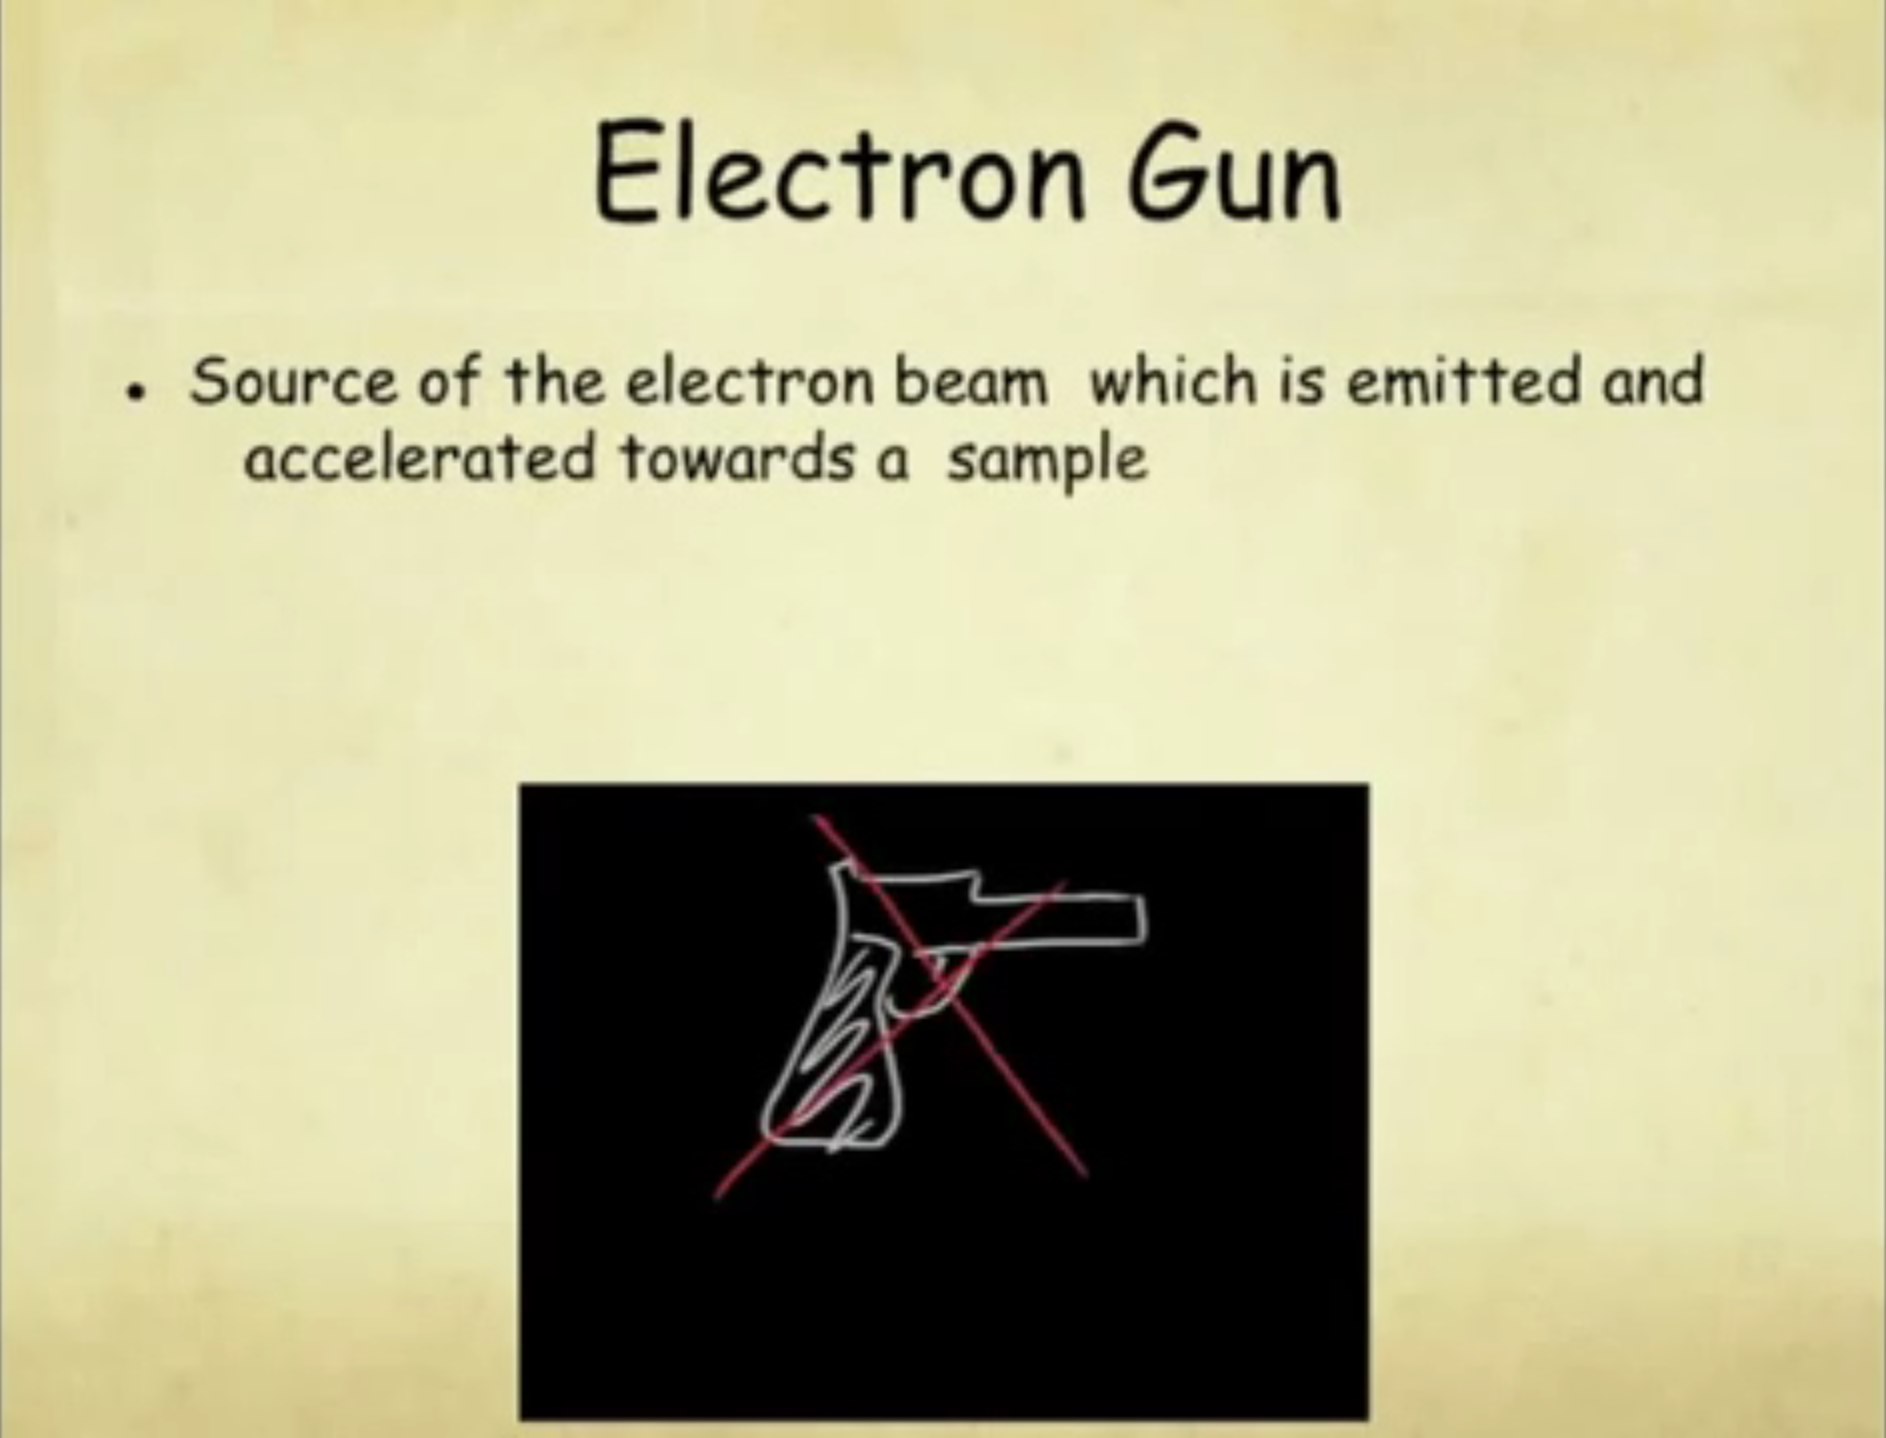 Electron Gun
• Source of the electron beam which is emitted and
accelerated towards a sample